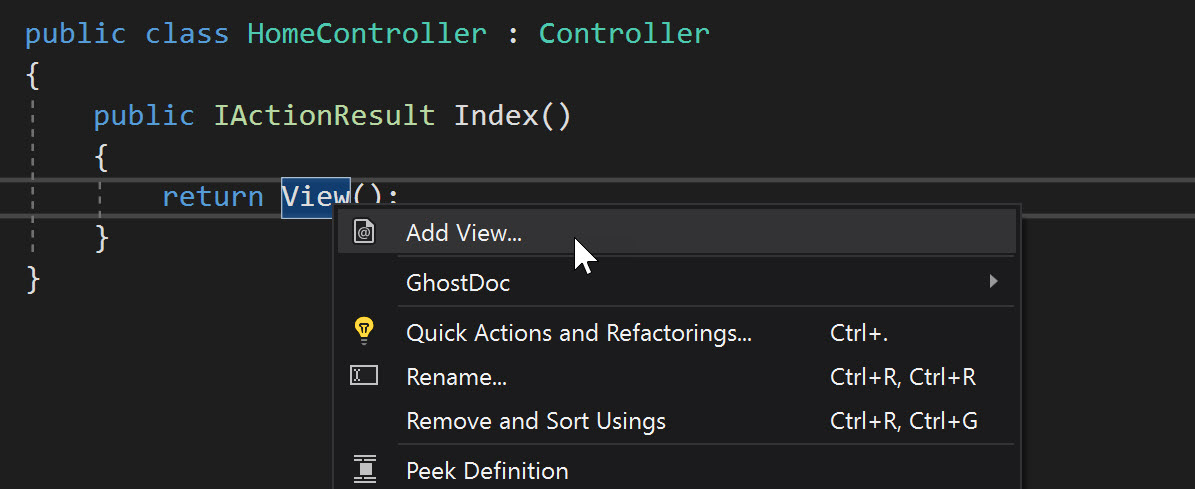 public class HomeController : Controller
{
public IActionResult Index()
{
return View();
Add View...
}
GhostDoc
}
Quick Actions and Refactorings... Ctrl+.
Rename... Ctrl+R, Ctrl+R
Remove and Sort Usings Ctrl+R, Ctrl+G
Peek Definition